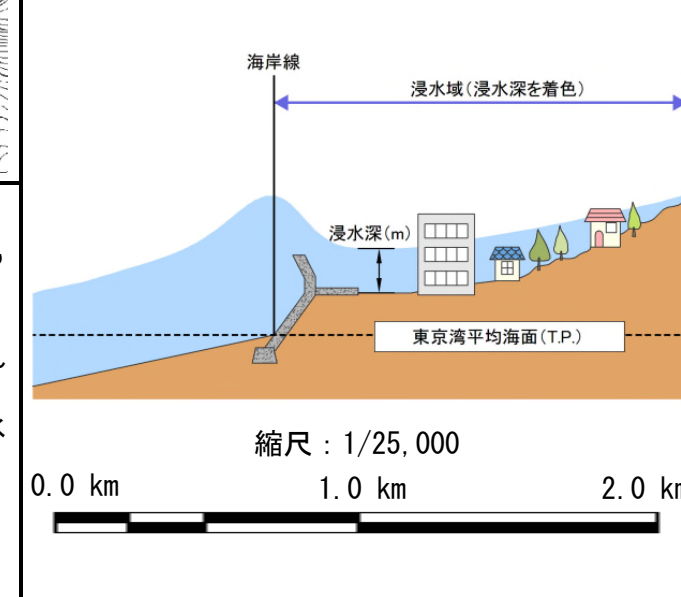 海岸線
浸水域(浸水深を着色)
浸水深(m)
東京湾平均海面(T.P.)
縮尺：1/25,000
0.0 km 1.0 km 2.0 km